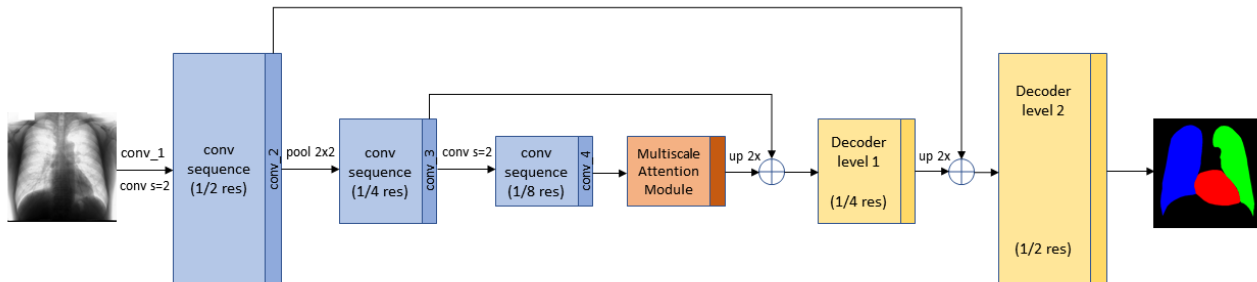 conv_1
conv s=2
conv
sequence
(1/2 res)
conv_2
pool 2x2
conv
sequence
(1/4 res)
conv_3
conv s=2
conv
sequence
(1/8 res)
conv_4
Multiscale
Attention
Module
up 2x
Decoder
level 1
(1/4 res)
up 2x
Decoder
level 2
(1/2 res)